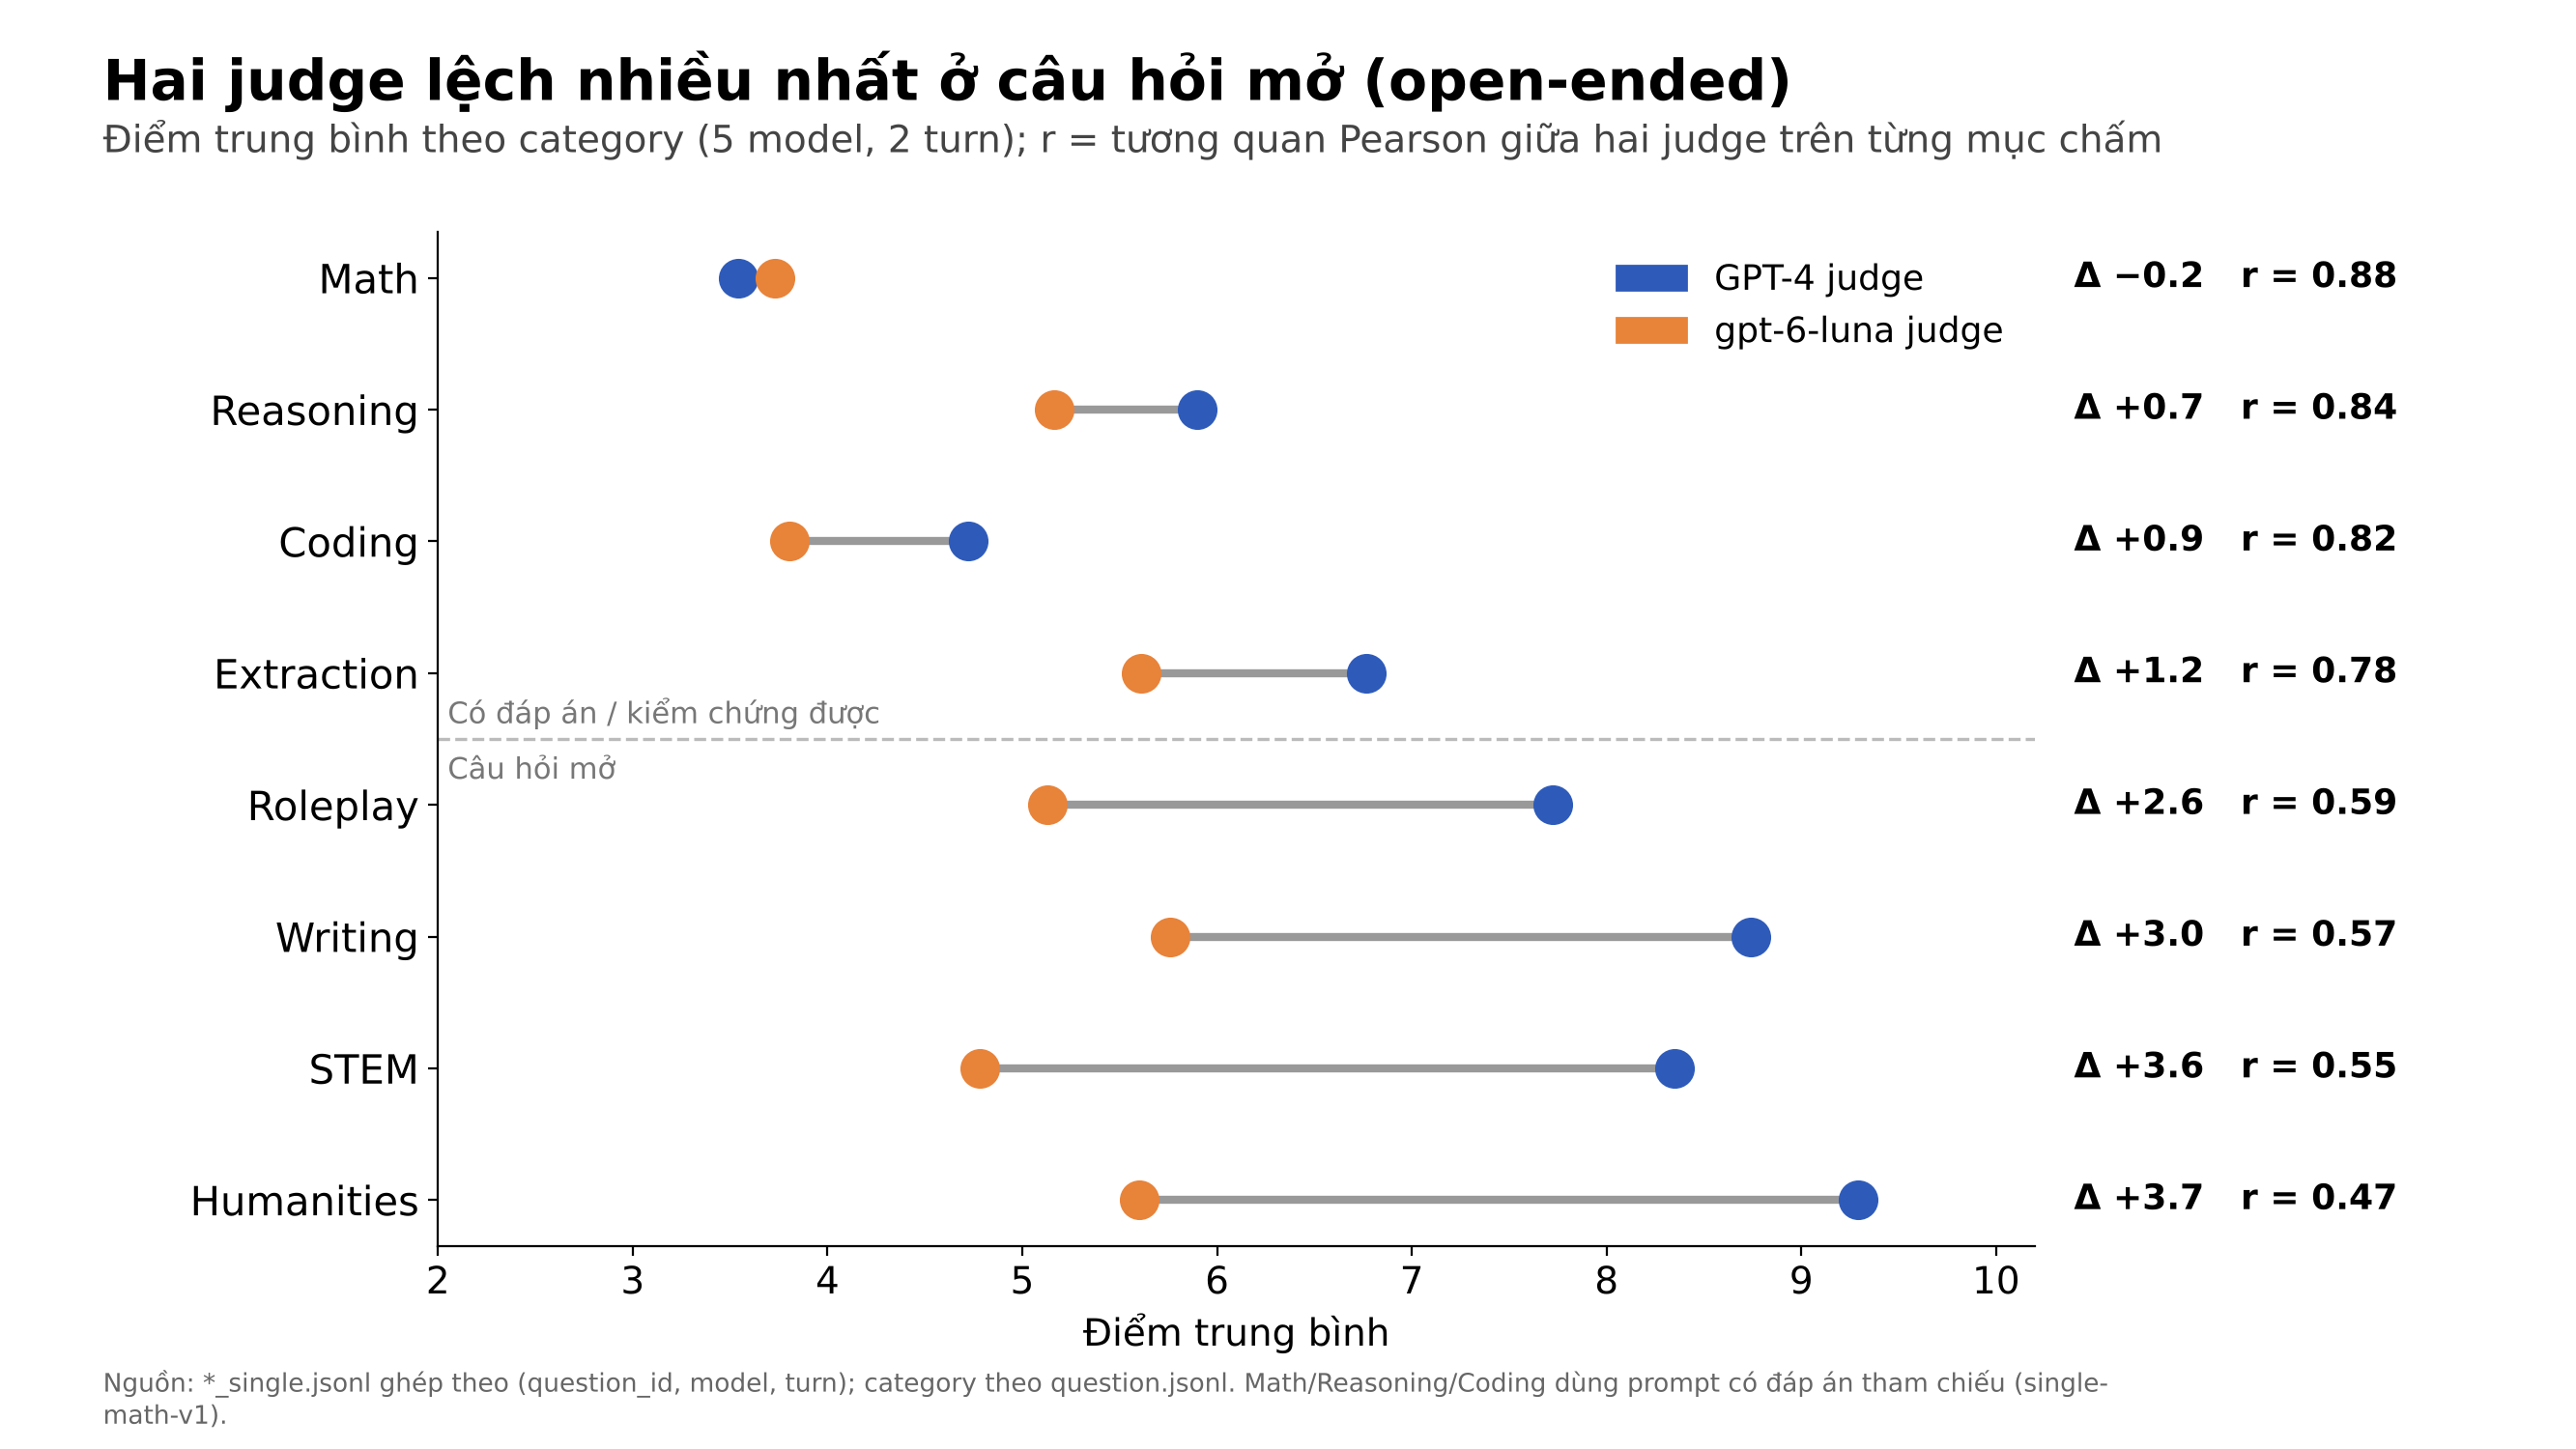 Hai judge lệch nhiều nhất ở câu hỏi mở (open-ended)
Điểm trung bình theo category (5 model, 2 turn); r = tương quan Pearson giữa hai judge trên từng mục chấm
GPT-4 judge
gpt-6-luna judge
Math
Δ −0.2 r = 0.88
Reasoning
Δ +0.7 r = 0.84
Coding
Δ +0.9 r = 0.82
Extraction
Δ +1.2 r = 0.78
Có đáp án / kiểm chứng được
Câu hỏi mở
Roleplay
Δ +2.6 r = 0.59
Writing
Δ +3.0 r = 0.57
STEM
Δ +3.6 r = 0.55
Humanities
Δ +3.7 r = 0.47
2 3 4 5 6 7 8 9 10
Điểm trung bình
Nguồn: *_single.jsonl ghép theo (question_id, model, turn); category theo question.jsonl. Math/Reasoning/Coding dùng prompt có đáp án tham chiếu (single-
math-v1).